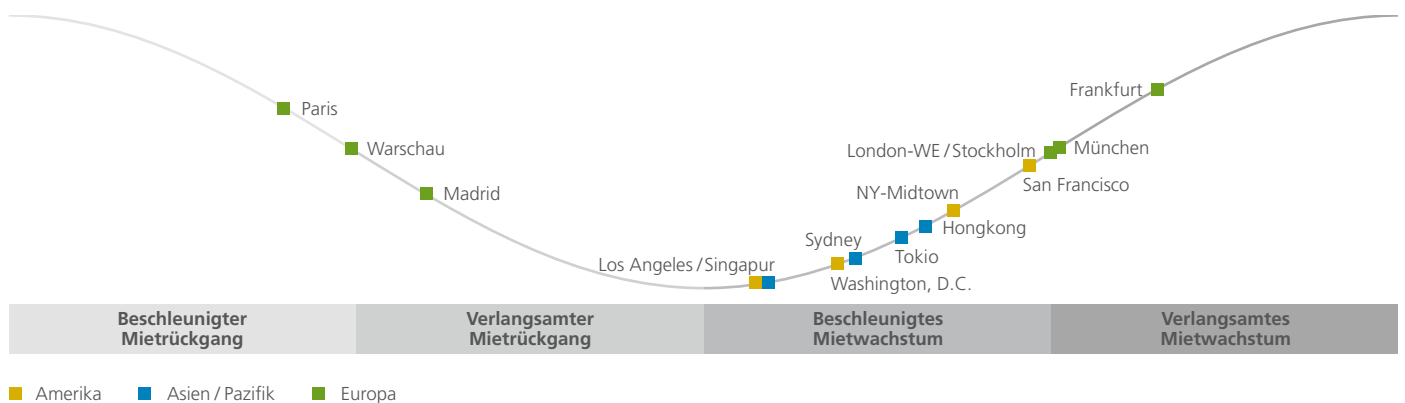 Frankfurt
Paris
Warschau
London-WE / Stockholm
München
San Francisco
Madrid
NY-Midtown
Hongkong
Sydney
Tokio
Los Angeles / Singapur
Washington, D.C.
Beschleunigter
Mietrückgang
Verlangsamter
Mietrückgang
Beschleunigtes
Mietwachstum
Verlangsamtes
Mietwachstum
Amerika
Asien / Pazifik
Europa